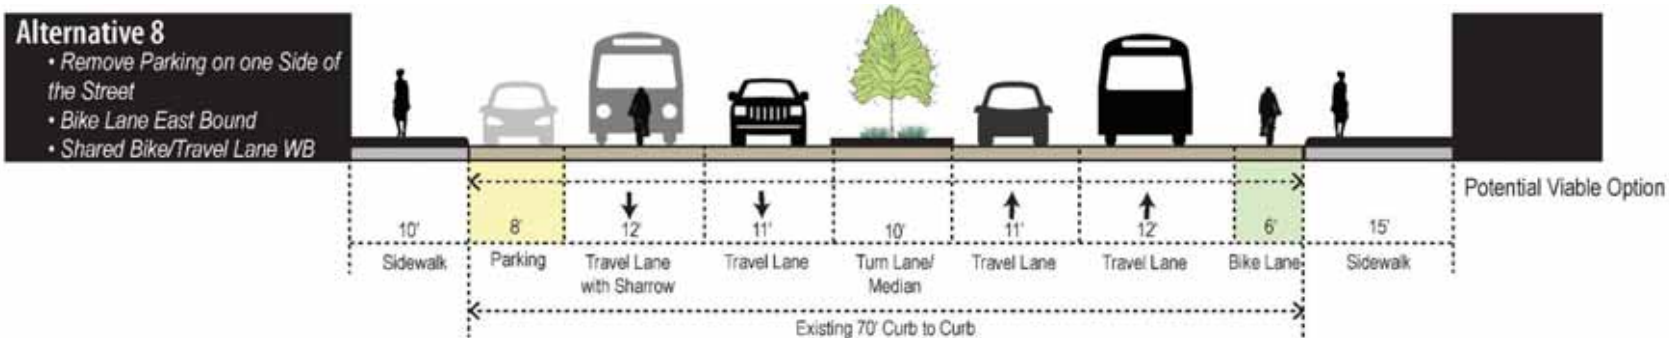 Alternative 8
• Remove Parking on one Side of
the Street
• Bike Lane East Bound
• Shared Bike/Travel Lane WB
Potential Viable Option
10' 8' 12' 11' 10' 11' 12' 6' 15'
Sidewalk Parking Travel Lane Travel Lane Turn Lane/ Travel Lane Travel Lane Bike Lane Sidewalk
with Sharrow Median
Existing 70' Curb to Curb